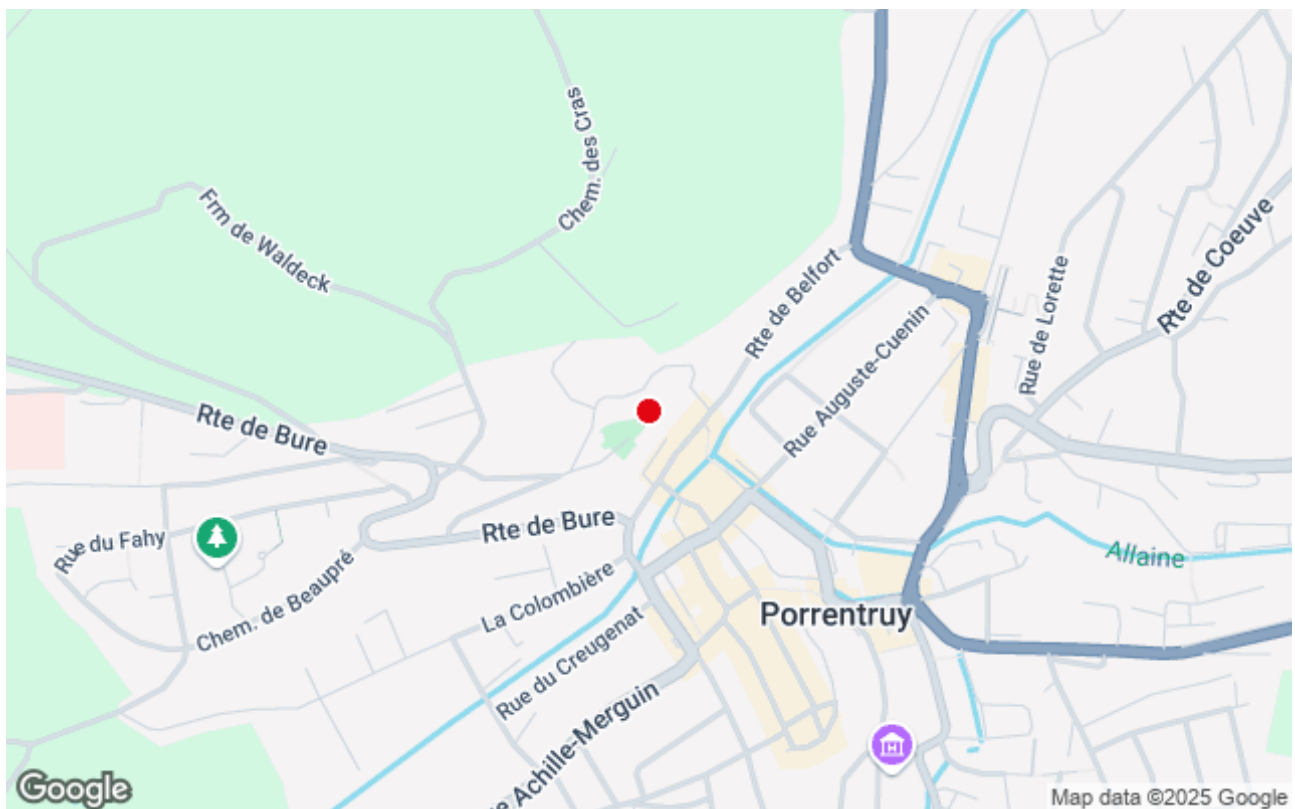 Chem. des Cras
Frm de Waldeck
Rte de Belfort
Rte de Coeuve
Rue de Lorette
Rue Auguste-Cuenin
Rte de Bure
Rte de Bure
Rue du Fahy
Allaine
Chem. de Beaupré
La Colombière
Porrentruy
Rue du Creugenat
e Achille-Merguin
Google
Map data ©2025 Google